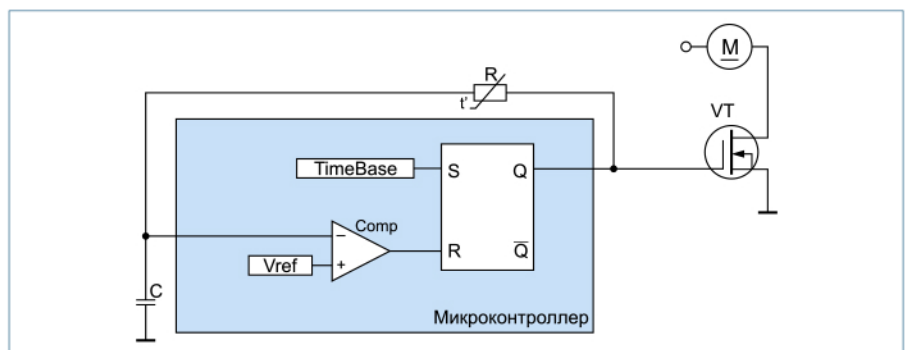 M
R
t'
VT
TimeBase
S
Q
Comp
−
+
Vref
R
Q̅
C
Микроконтроллер